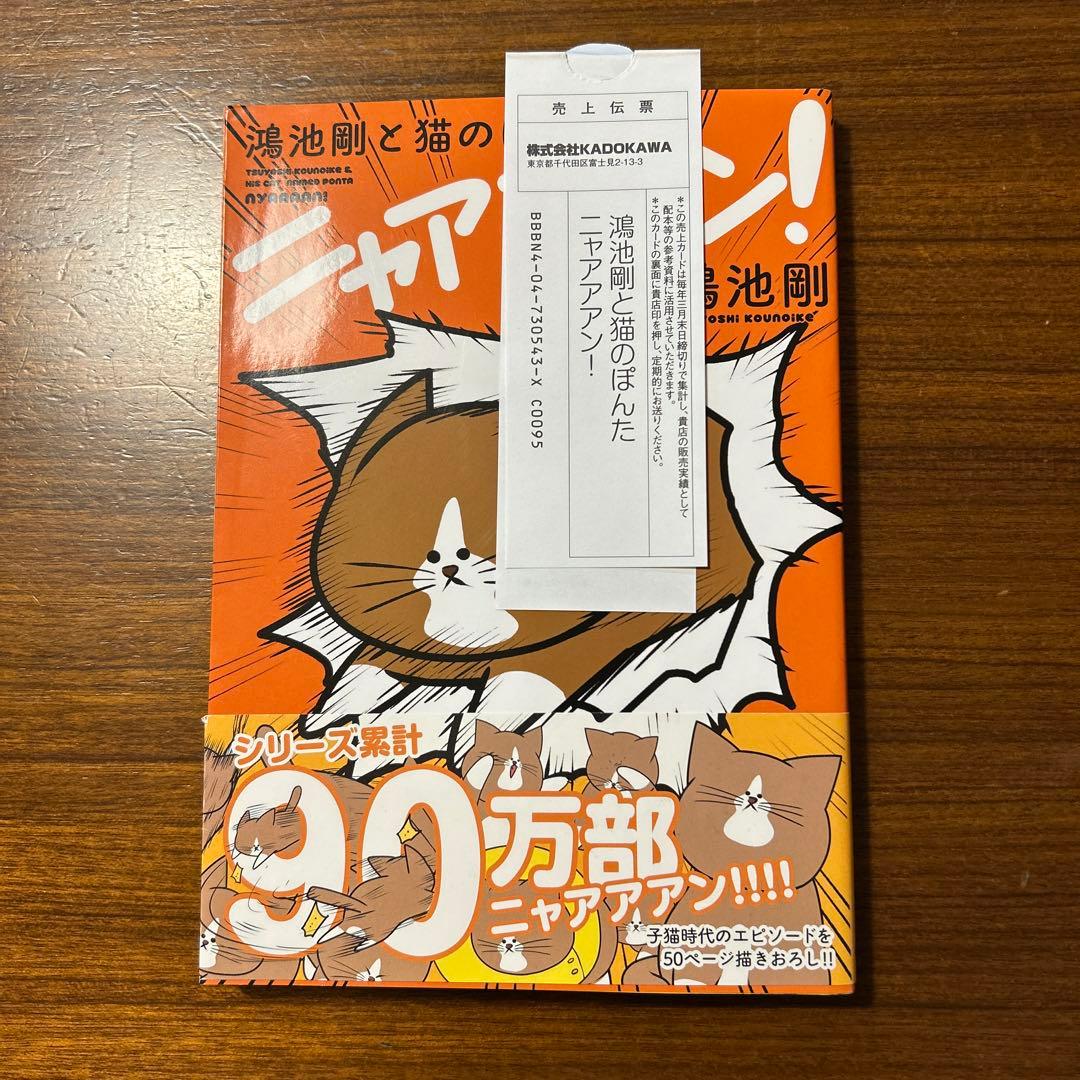 鴻池剛と猫の
TSUYOSHI KOUNOIKE &
HIS CAT, NAMED PONTA
NYAAAAN!
ニャア
ン!
鴻池剛
YOSHI KOUNOIKE
売上伝票
株式会社KADOKAWA
東京都千代田区富士見2-13-3
*この売上カードは毎年三月末日締切りで集計し、貴店の販売実績として
配本等の参考資料に活用させていただきます。
*このカードの裏面に貴店印を押し、定期的にお送りください。
鴻池剛と猫のぽんた
ニャアアアン!
BBBN4-04-730543-X C0095
シリーズ累計
90万部
ニャアアアン!!!!
子猫時代のエピソードを
50ページ描きおろし!!